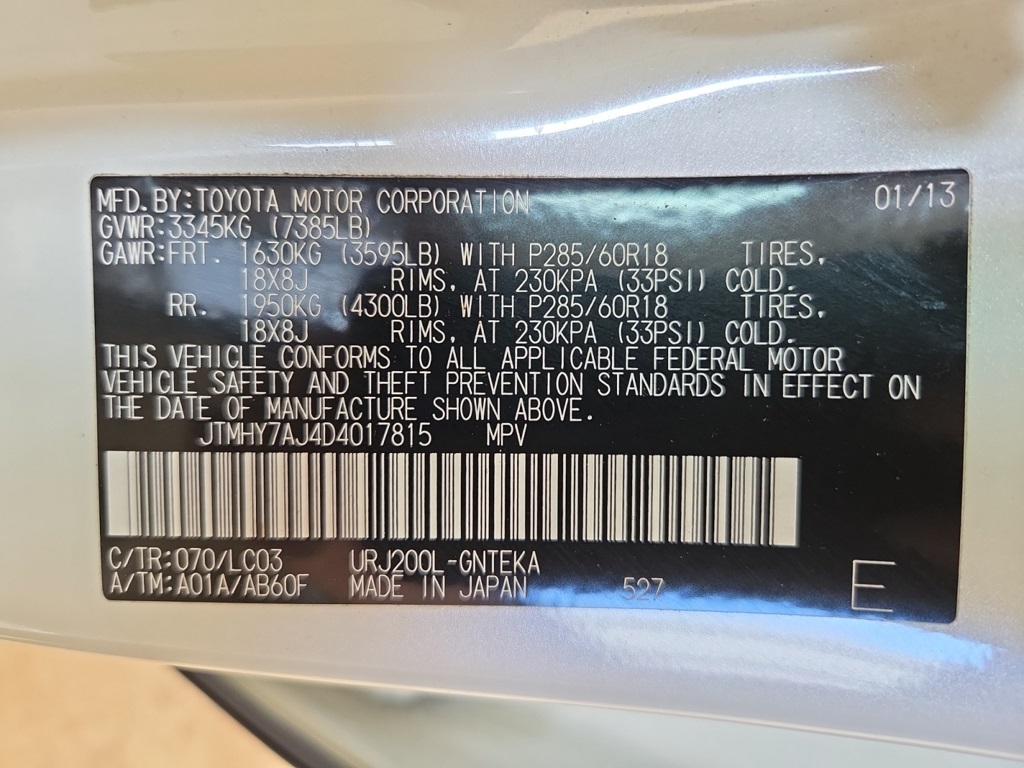 MFD. BY: TOYOTA MOTOR CORPORATION 01/13
GVWR: 3345KG (7385LB)
GAWR: FRT. 1630KG (3595LB) WITH P285/60R18 TIRES,
18X8J RIMS, AT 230KPA (33PSI) COLD.
RR. 1950KG (4300LB) WITH P285/60R18 TIRES,
18X8J RIMS, AT 230KPA (33PSI) COLD.
THIS VEHICLE CONFORMS TO ALL APPLICABLE FEDERAL MOTOR
VEHICLE SAFETY AND THEFT PREVENTION STANDARDS IN EFFECT ON
THE DATE OF MANUFACTURE SHOWN ABOVE.
JTMHY7AJ4D4017815 MPV
C/TR: 070/LC03 URJ200L-GNTEKA
A/TM: A01A/AB60F MADE IN JAPAN 527 E